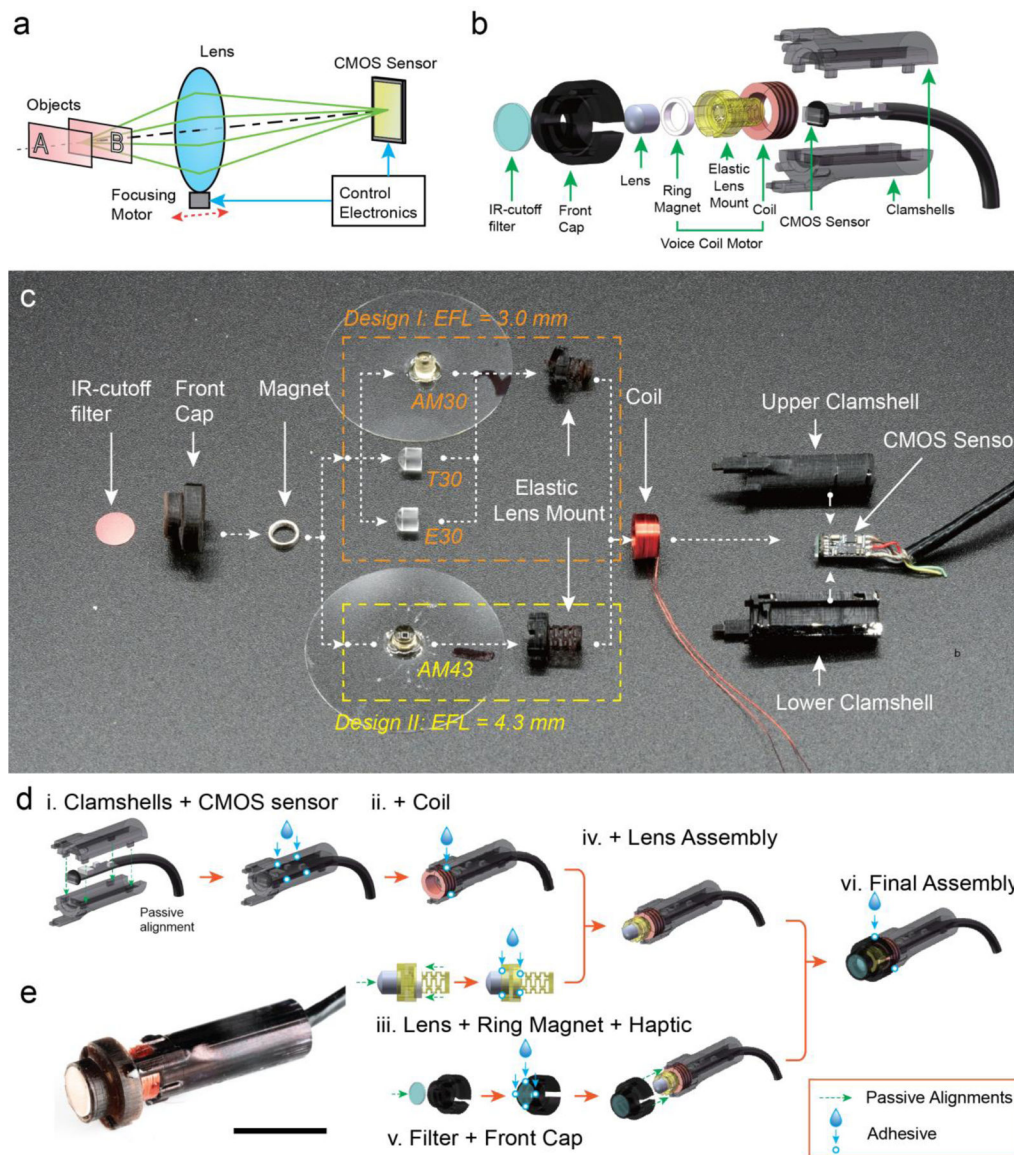 a
Lens
CMOS Sensor
Objects
A
B
Focusing
Motor
Control
Electronics
b
IR-cutoff
filter
Front
Cap
Lens
Ring
Magnet
Elastic
Lens
Mount
Coil
Voice Coil Motor
CMOS Sensor
Clamshells
c
Design I: EFL = 3.0 mm
IR-cutoff
filter
Front
Cap
Magnet
AM30
T30
E30
Elastic
Lens Mount
Coil
Upper Clamshell
CMOS Sensor
AM43
Design II: EFL = 4.3 mm
Lower Clamshell
b
d
i. Clamshells + CMOS sensor
ii. + Coil
Passive
alignment
iv. + Lens Assembly
vi. Final Assembly
iii. Lens + Ring Magnet + Haptic
e
v. Filter + Front Cap
Passive Alignments
Adhesive